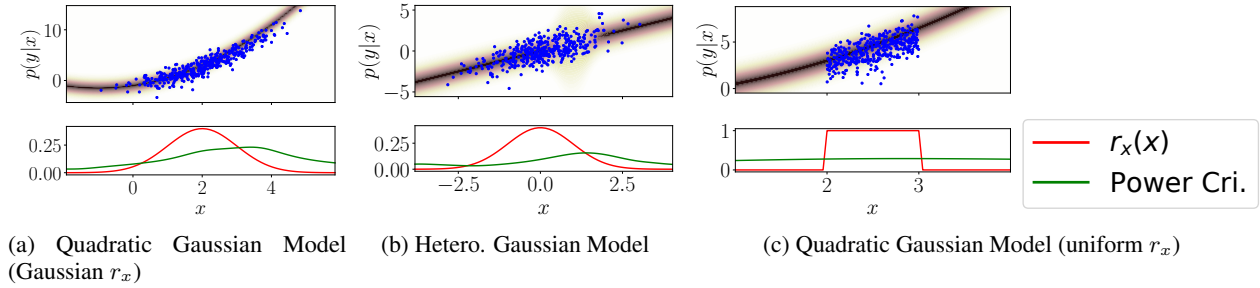 10
0
p(y|x)
0.25
0.00
0
2
4
x
(a) Quadratic Gaussian Model
(Gaussian r_x)
5
0
−5
p(y|x)
0.25
0.00
−2.5
0.0
2.5
x
(b) Hetero. Gaussian Model
5
0
p(y|x)
1
0
2
3
x
(c) Quadratic Gaussian Model (uniform r_x)
r_x(x)
Power Cri.